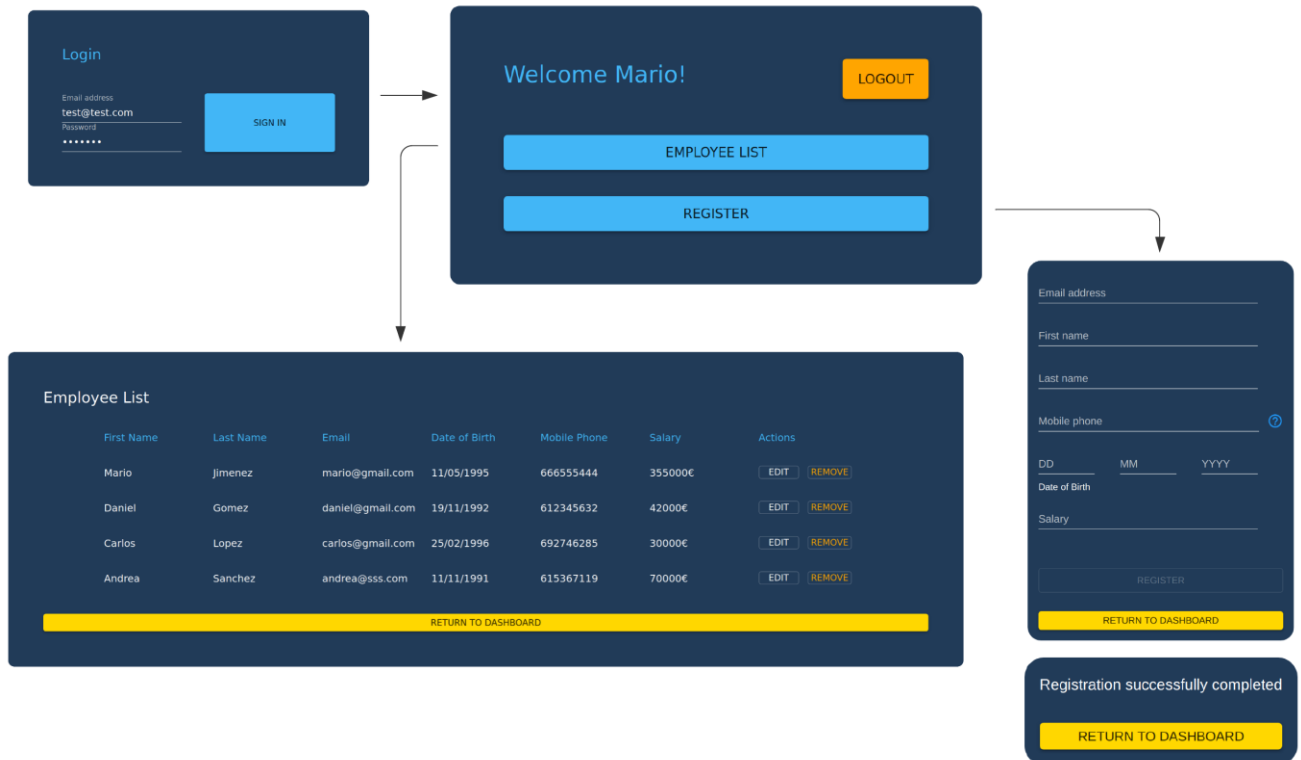 Login
Email address
test@test.com
Password
•••••••
SIGN IN
Welcome Mario!
LOGOUT
EMPLOYEE LIST
REGISTER
Employee List
First Name Last Name Email Date of Birth Mobile Phone Salary Actions
Mario Jimenez mario@gmail.com 11/05/1995 666555444 355000€ EDIT REMOVE
Daniel Gomez daniel@gmail.com 19/11/1992 612345632 42000€ EDIT REMOVE
Carlos Lopez carlos@gmail.com 25/02/1996 692746285 30000€ EDIT REMOVE
Andrea Sanchez andrea@sss.com 11/11/1991 615367119 70000€ EDIT REMOVE
RETURN TO DASHBOARD
Email address
First name
Last name
Mobile phone ?
DD MM YYYY
Date of Birth
Salary
REGISTER
RETURN TO DASHBOARD
Registration successfully completed
RETURN TO DASHBOARD